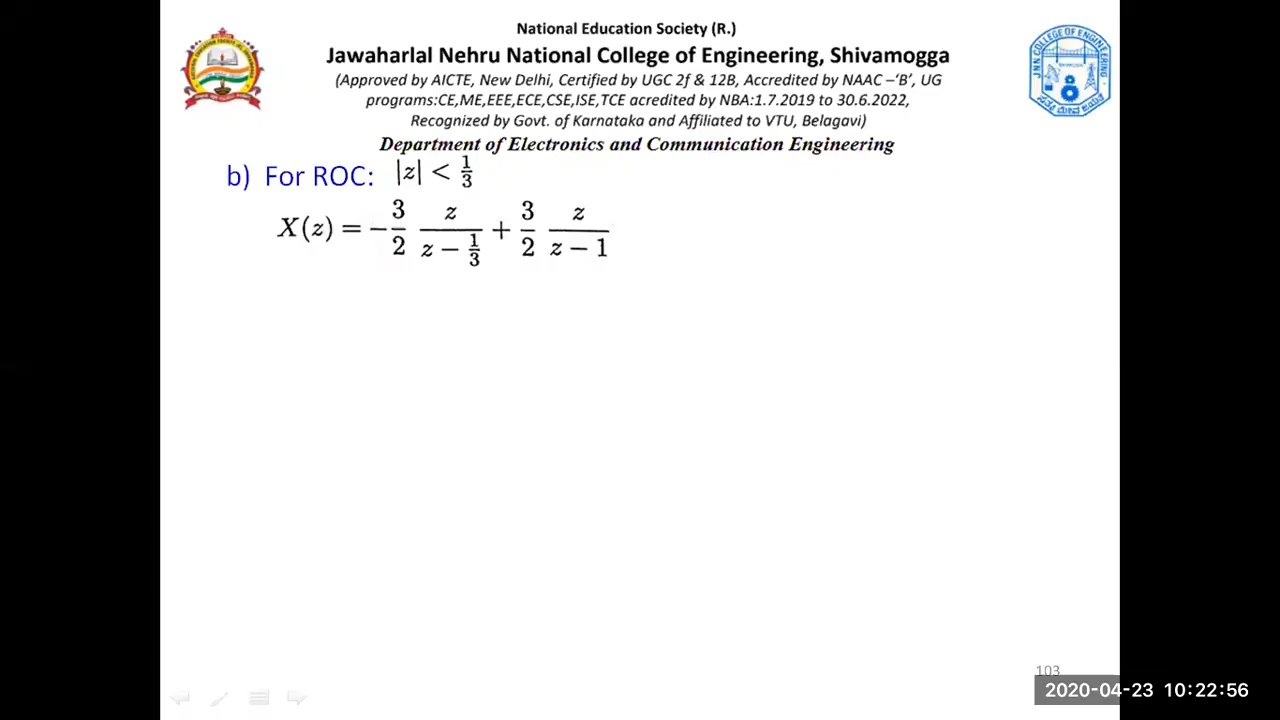 National Education Society (R.)
Jawaharlal Nehru National College of Engineering, Shivamogga
(Approved by AICTE, New Delhi, Certified by UGC 2f & 12B, Accredited by NAAC –‘B’, UG
programs:CE,ME,EEE,ECE,CSE,ISE,TCE acredited by NBA:1.7.2019 to 30.6.2022,
Recognized by Govt. of Karnataka and Affiliated to VTU, Belagavi)
Department of Electronics and Communication Engineering
b) For ROC: |z| < 1/3
X(z) = −3/2 z/(z − 1/3) + 3/2 z/(z − 1)
103
2020-04-23 10:22:56